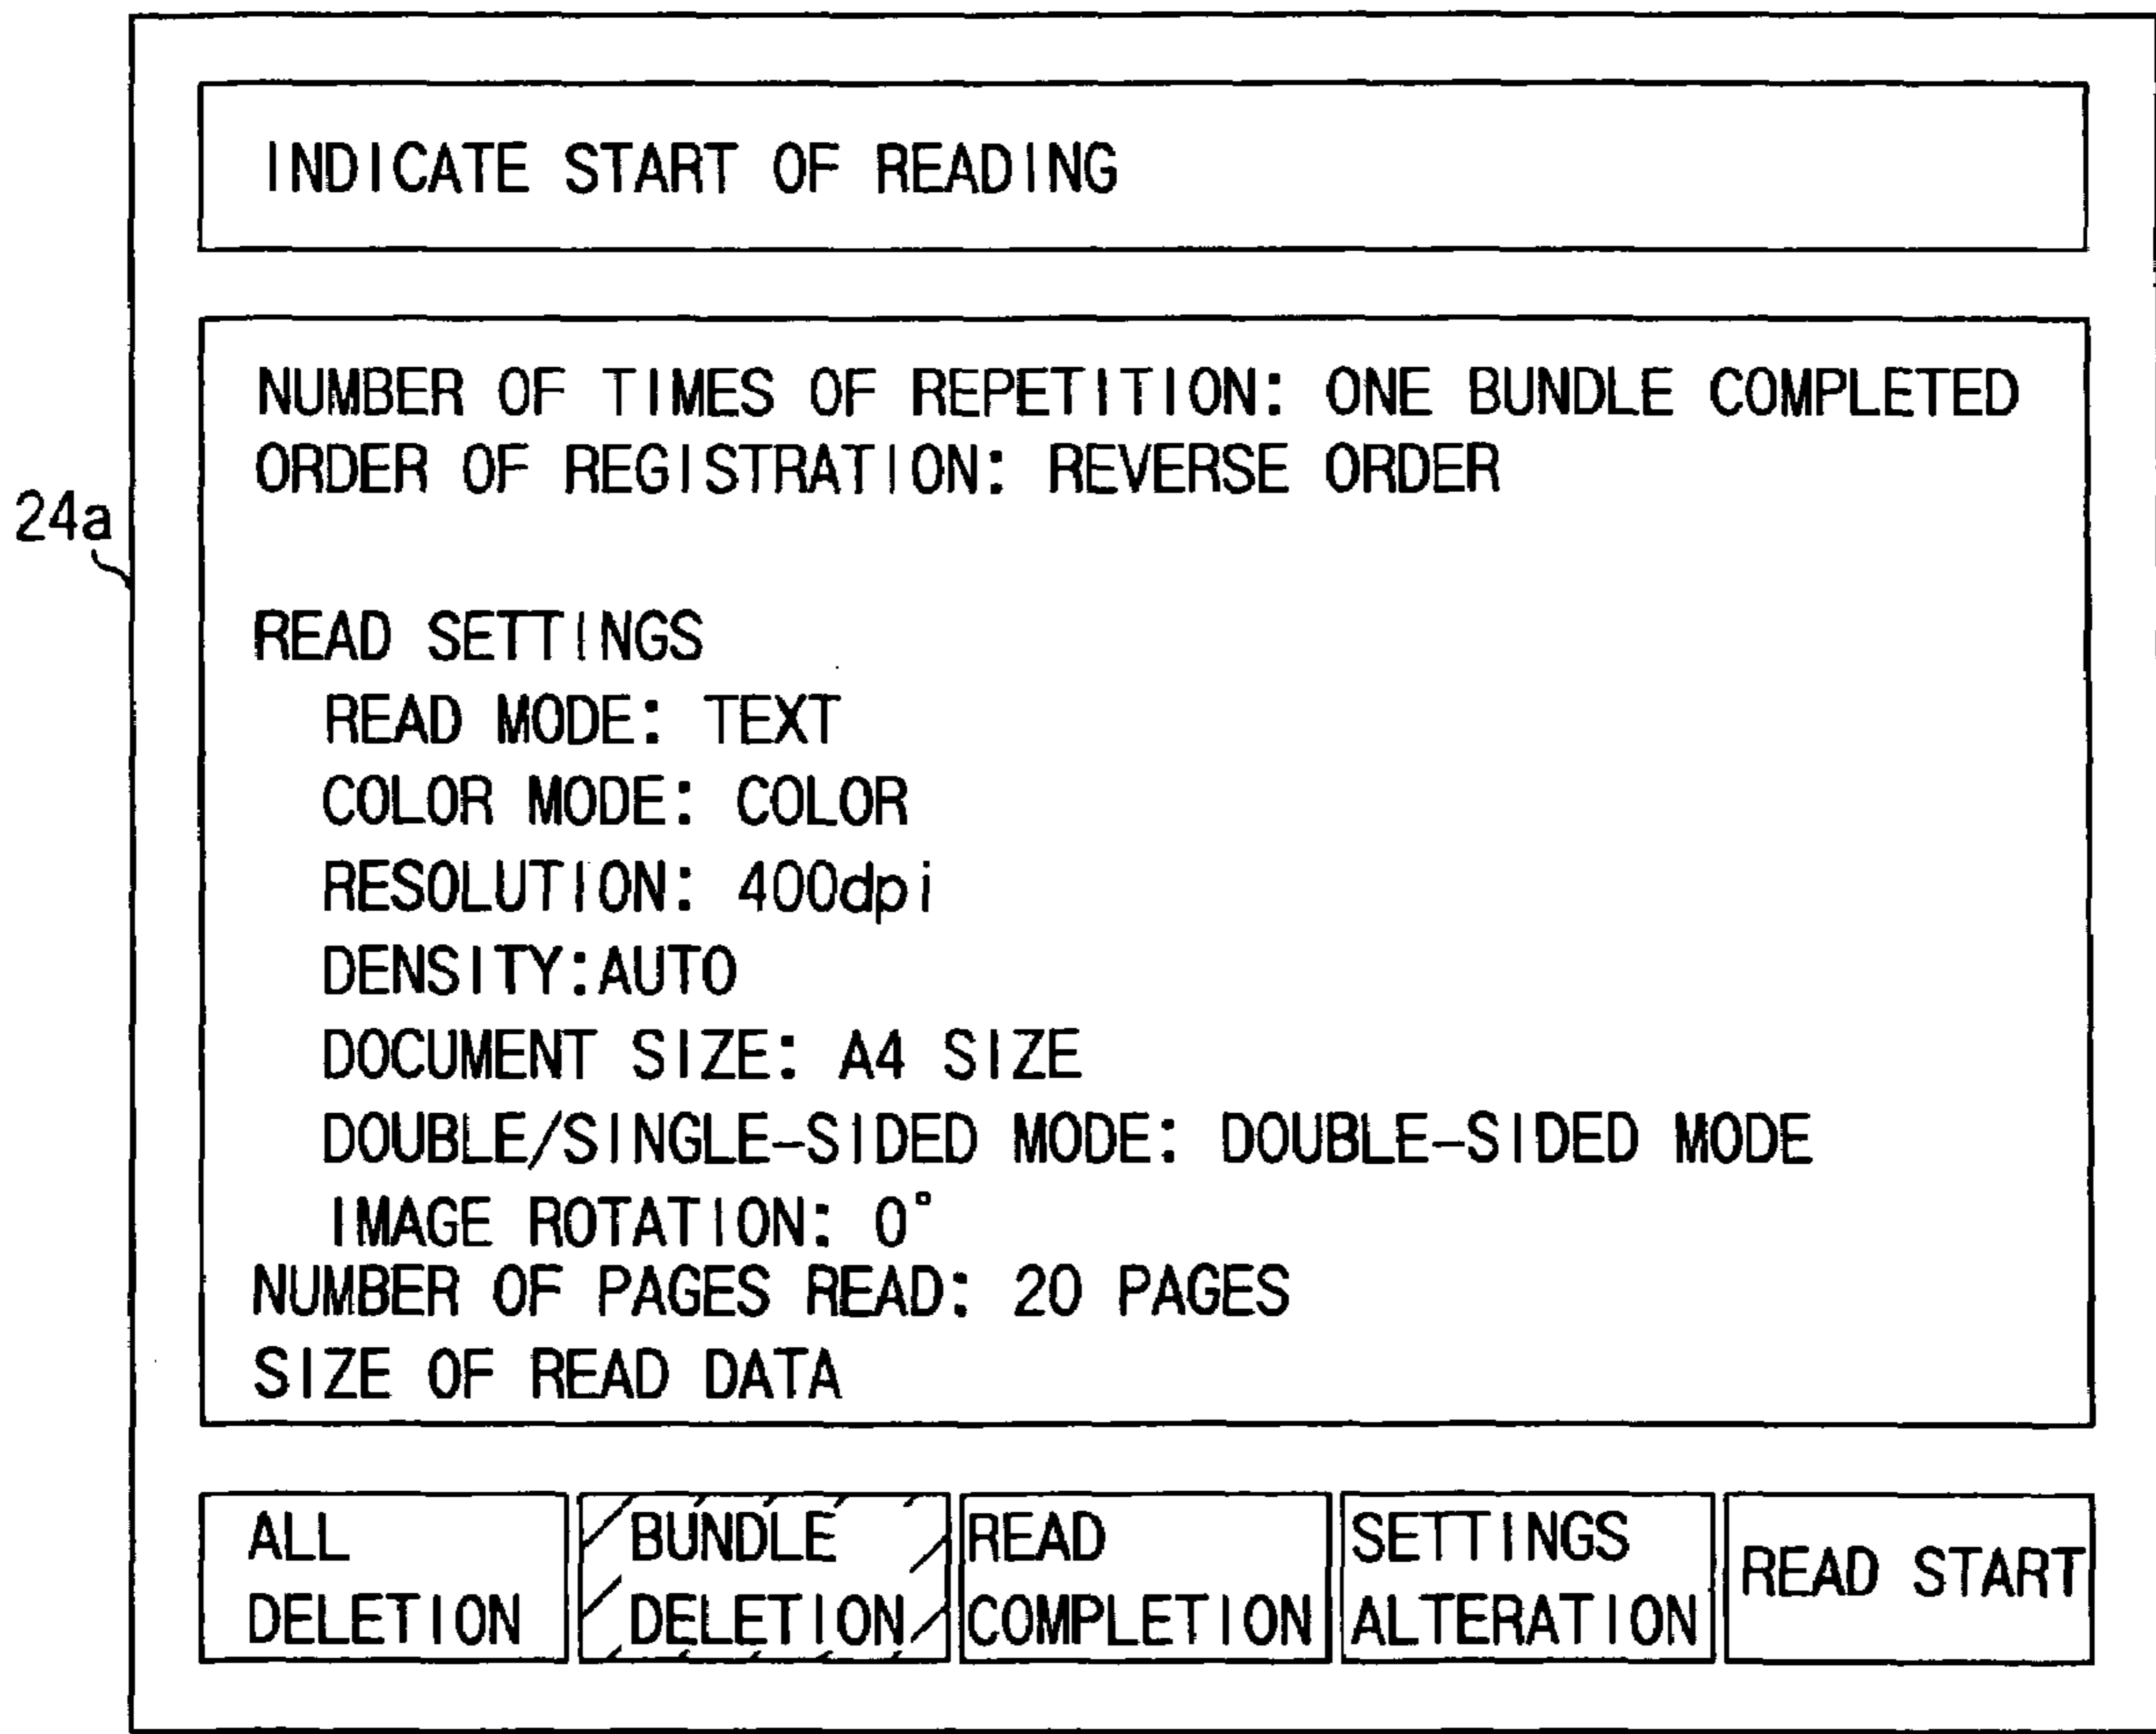 INDICATE START OF READING
NUMBER OF TIMES OF REPETITION: ONE BUNDLE COMPLETED
ORDER OF REGISTRATION: REVERSE ORDER
24a
READ SETTINGS
READ MODE: TEXT
COLOR MODE: COLOR
RESOLUTION: 400dpi
DENSITY:AUTO
DOCUMENT SIZE: A4 SIZE
DOUBLE/SINGLE-SIDED MODE: DOUBLE-SIDED MODE
IMAGE ROTATION: 0°
NUMBER OF PAGES READ: 20 PAGES
SIZE OF READ DATA
ALL
DELETION
BUNDLE
DELETION
READ
COMPLETION
SETTINGS
ALTERATION
READ START